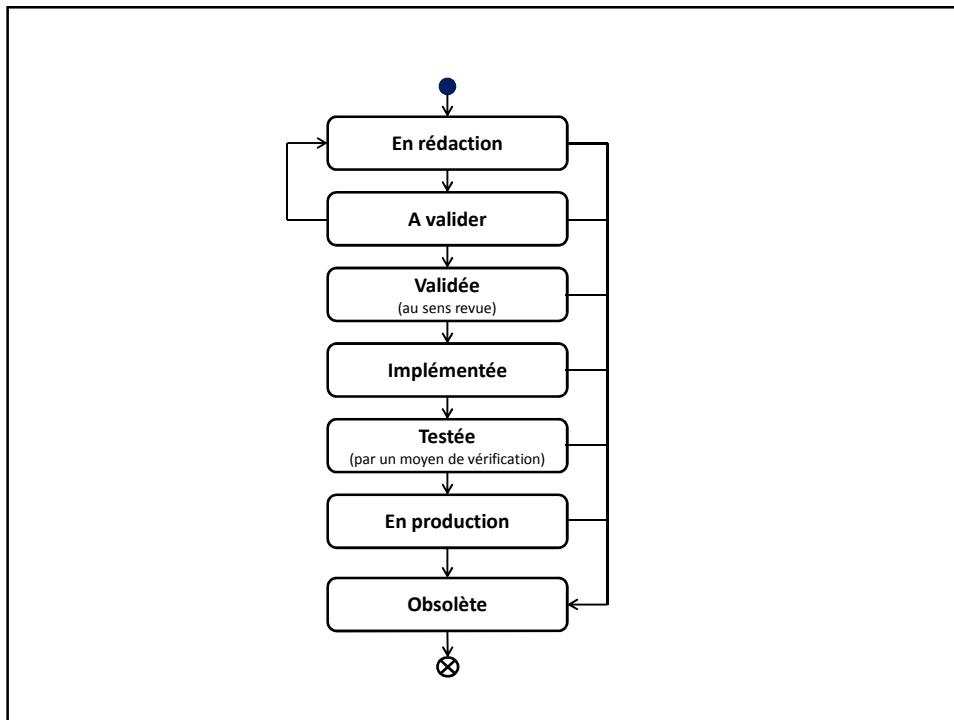 En rédaction
A valider
Validée
(au sens revue)
Implémentée
Testée
(par un moyen de vérification)
En production
Obsolète